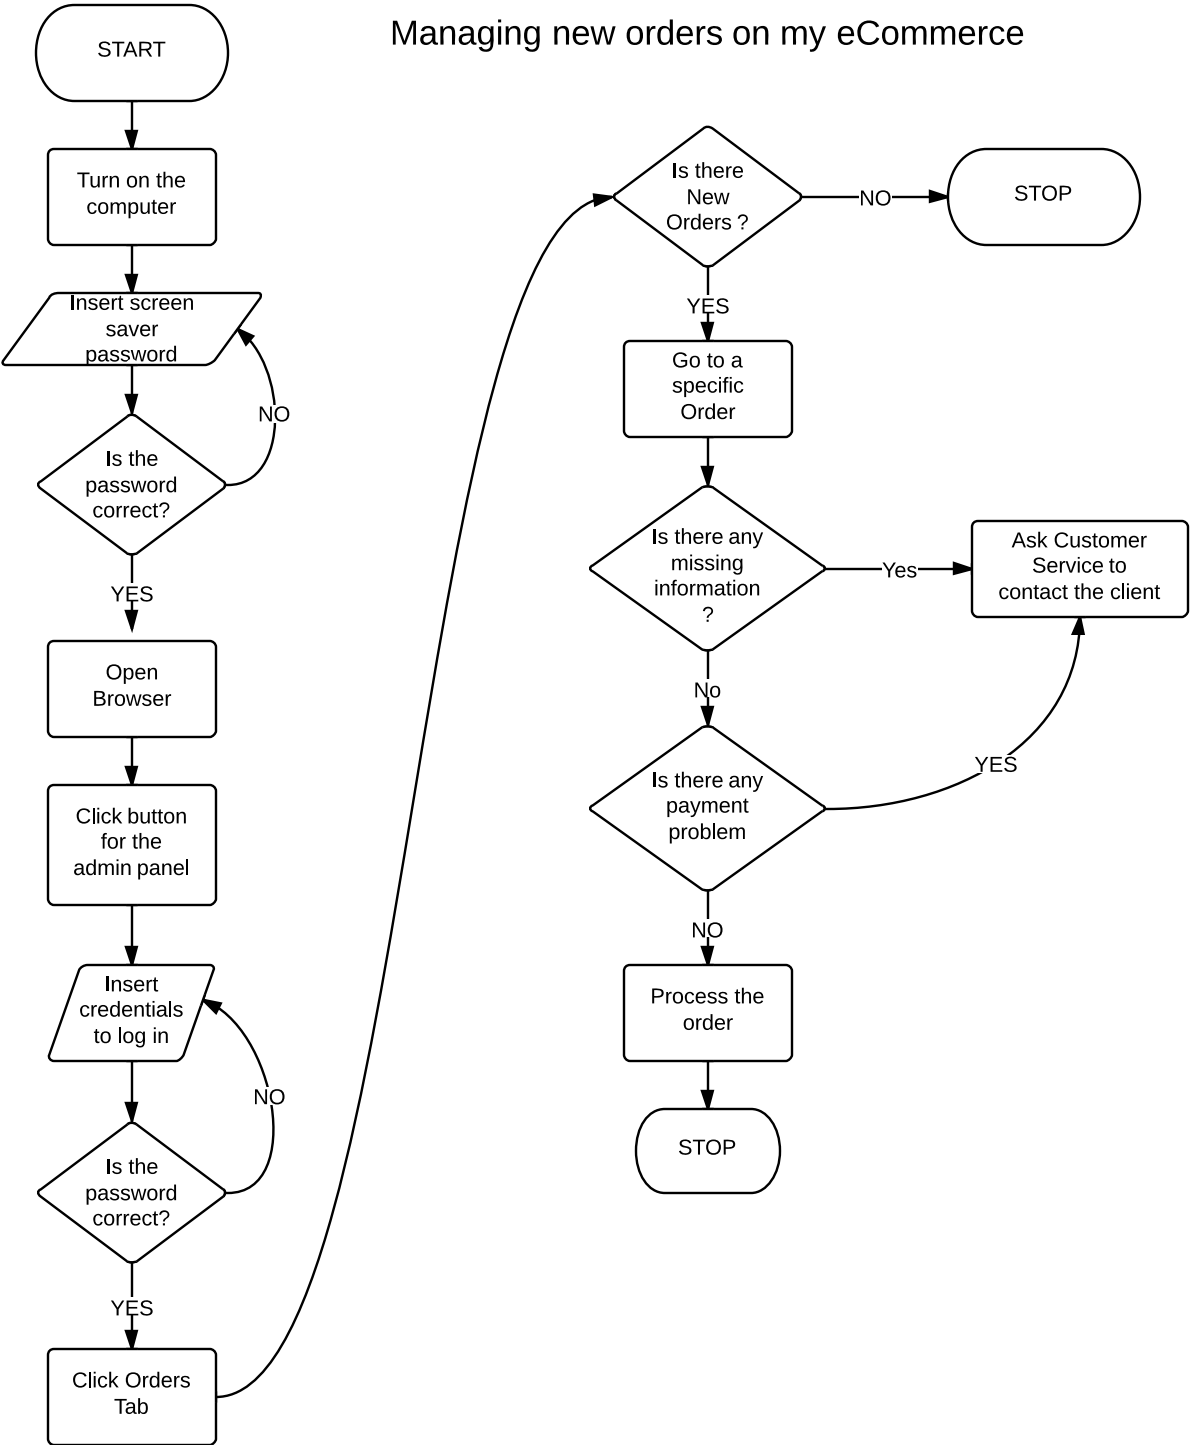 Managing new orders on my eCommerce
START
Turn on the
computer
Insert screen
saver
password
NO
Is the
password
correct?
YES
Open
Browser
Click button
for the
admin panel
Insert
credentials
to log in
NO
Is the
password
correct?
YES
Click Orders
Tab
Is there
New
Orders ?
NO
STOP
YES
Go to a
specific
Order
Is there any
missing
information
?
Yes
Ask Customer
Service to
contact the client
No
Is there any
payment
problem
YES
NO
Process the
order
STOP